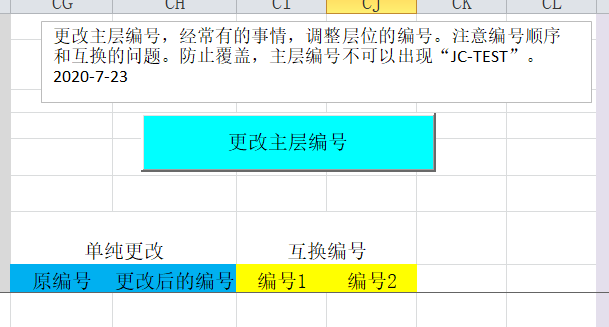 CG CH CI CJ CK CL
更改主层编号，经常有的事情，调整层位的编号。注意编号顺序
和互换的问题。防止覆盖，主层编号不可以出现“JC-TEST”。
2020-7-23
更改主层编号
单纯更改 互换编号
原编号 更改后的编号 编号1 编号2